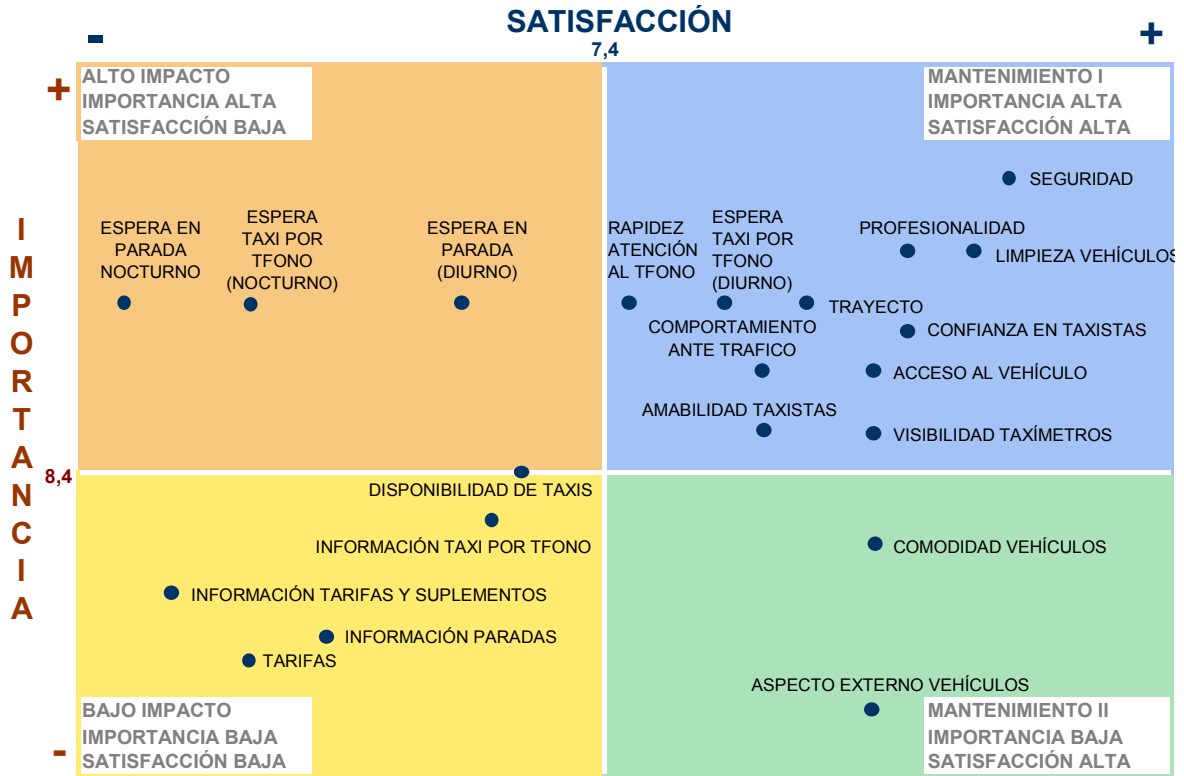 SATISFACCIÓN
-
7,4
+
+
ALTO IMPACTO
IMPORTANCIA ALTA
SATISFACCIÓN BAJA
MANTENIMIENTO I
IMPORTANCIA ALTA
SATISFACCIÓN ALTA
SEGURIDAD
IMPORTANCIA
ESPERA EN
PARADA
NOCTURNO
ESPERA
TAXI POR
TFONO
(NOCTURNO)
ESPERA EN
PARADA
(DIURNO)
RAPIDEZ
ATENCIÓN
AL TFONO
ESPERA
TAXI POR
TFONO
(DIURNO)
PROFESIONALIDAD
LIMPIEZA VEHÍCULOS
TRAYECTO
COMPORTAMIENTO
ANTE TRAFICO
CONFIANZA EN TAXISTAS
ACCESO AL VEHÍCULO
AMABILIDAD TAXISTAS
VISIBILIDAD TAXÍMETROS
8,4
DISPONIBILIDAD DE TAXIS
INFORMACIÓN TAXI POR TFONO
COMODIDAD VEHÍCULOS
INFORMACIÓN TARIFAS Y SUPLEMENTOS
INFORMACIÓN PARADAS
TARIFAS
ASPECTO EXTERNO VEHÍCULOS
-
BAJO IMPACTO
IMPORTANCIA BAJA
SATISFACCIÓN BAJA
MANTENIMIENTO II
IMPORTANCIA BAJA
SATISFACCIÓN ALTA